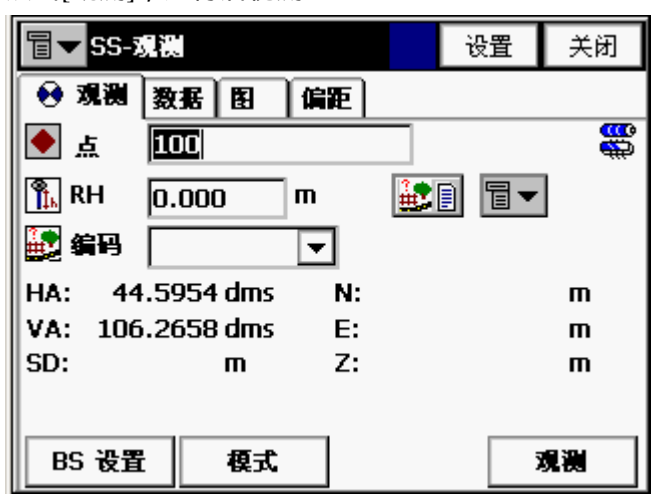 SS-观测 设置 关闭
观测 数据 图 偏距
点 100
RH 0.000 m
编码
HA: 44.5954 dms N: m
VA: 106.2658 dms E: m
SD: m Z: m
BS 设置 模式 观测